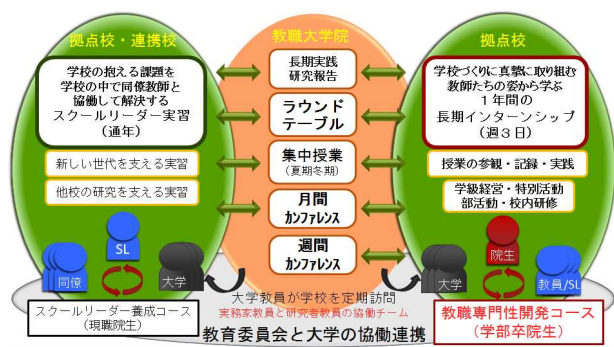 拠点校・連携校
学校の抱える課題を
学校の中で同僚教師と
協働して解決する
スクールリーダー実習
（通年）
新しい世代を支える実習
他校の研究を支える実習
SL
同僚
大学
スクールリーダー養成コース
（現職院生）
教職大学院
長期実践
研究報告
ラウンド
テーブル
集中授業
（夏期冬期）
月間
カンファレンス
週間
カンファレンス
大学教員が学校を定期訪問
実務家教員と研究者教員の協働チーム
教育委員会と大学の協働連携
拠点校
学校づくりに真摯に取り組む
教師たちの姿から学ぶ
１年間の
長期インターンシップ
（週３日）
授業の参観・記録・実践
学級経営・特別活動
部活動・校内研修
院生
大学
教員/SL
教職専門性開発コース
（学部卒院生）